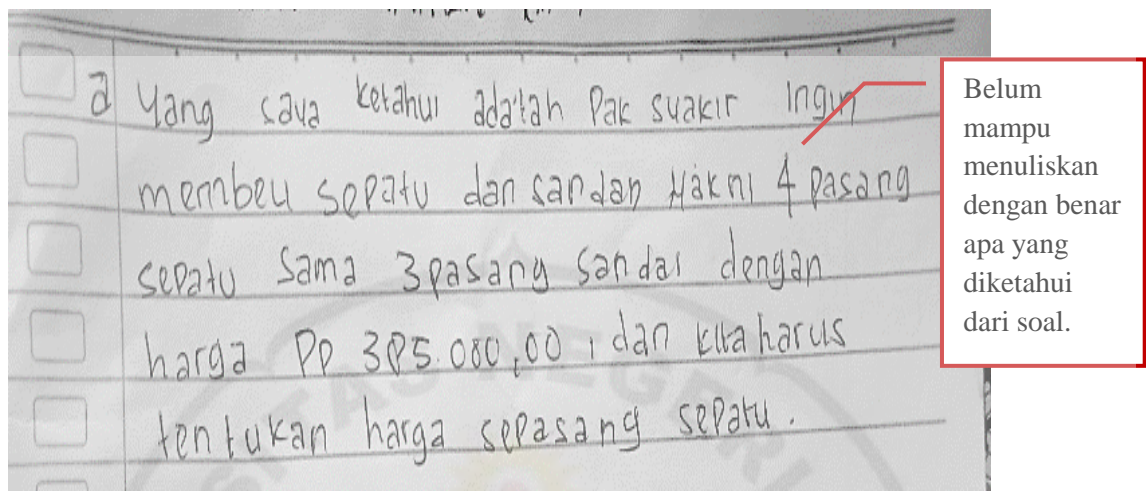 a Yang saya ketahui adalah Pak suakir ingin
membeli sepatu dan sandan Yakni 4 pasang
sepatu sama 3 pasang sandal dengan
harga Rp 385.000,00, dan kita harus
tentukan harga sepasang sepatu.
Belum
mampu
menuliskan
dengan benar
apa yang
diketahui
dari soal.